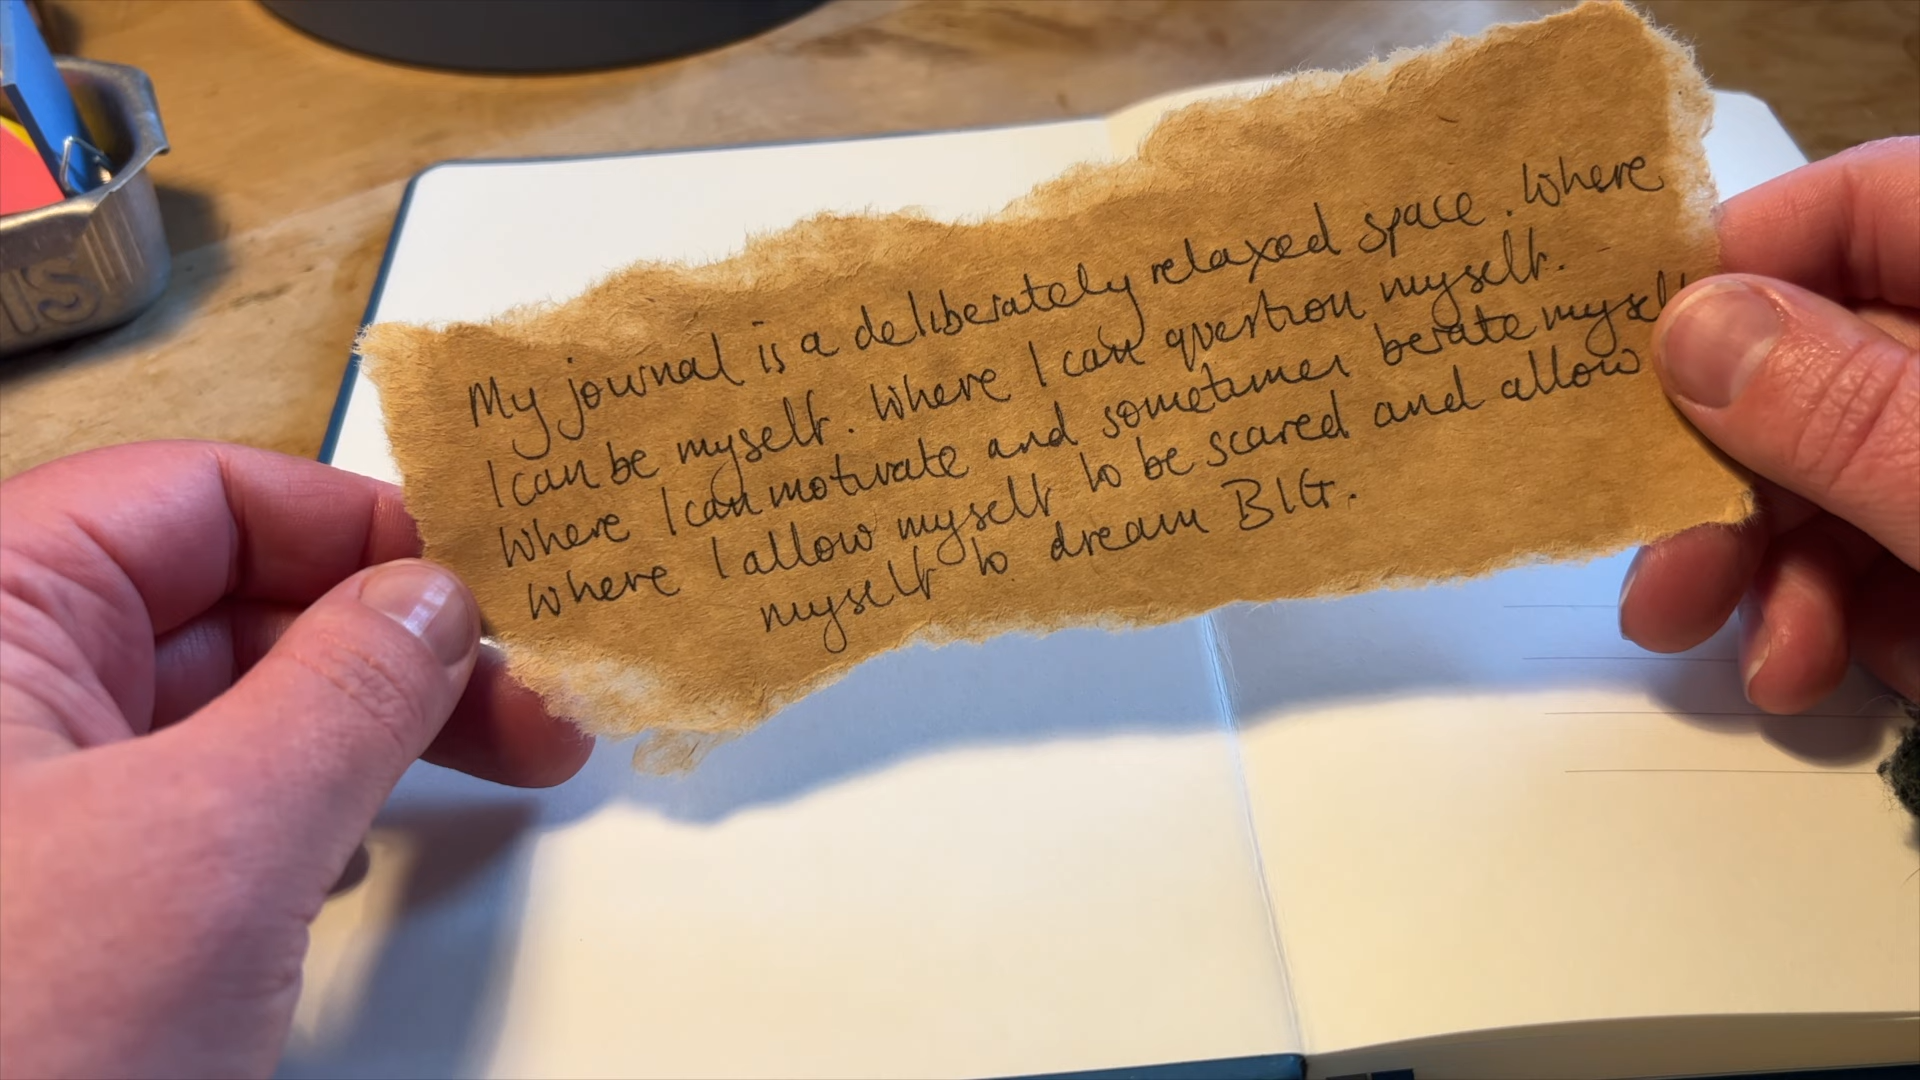 My journal is a deliberately relaxed space. Where
I can be myself. Where I can question myself.
Where I can motivate and sometimes berate myself
Where I allow myself to be scared and allow
myself to dream BIG.